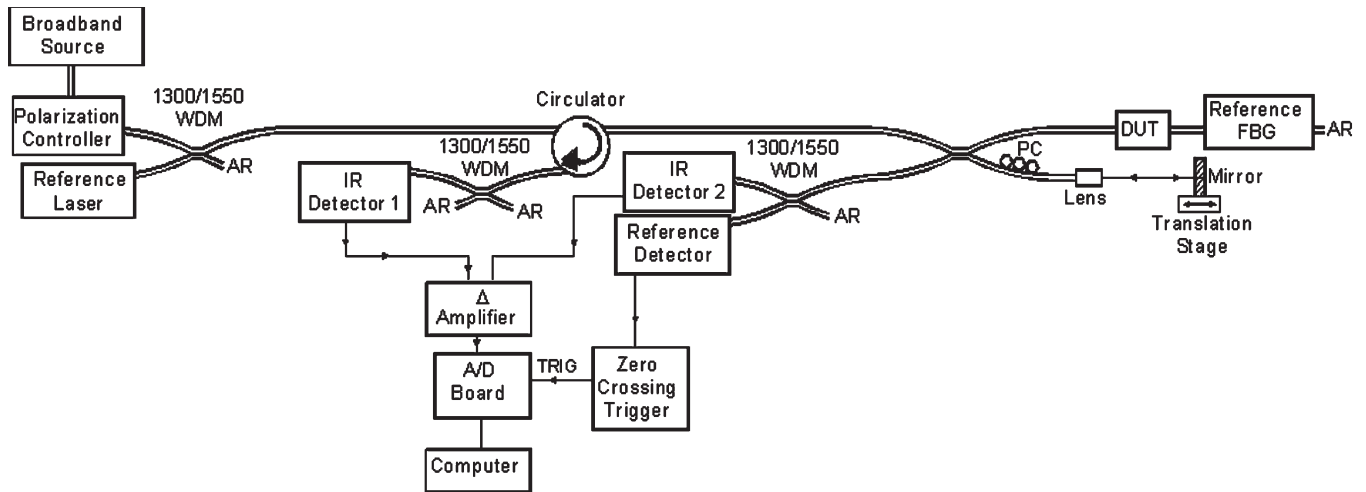 Broadband
Source
Polarization
Controller
Reference
Laser
1300/1550
WDM
AR
Circulator
IR
Detector 1
1300/1550
WDM
AR
AR
IR
Detector 2
Reference
Detector
1300/1550
WDM
AR
DUT
Reference
FBG
AR
PC
Lens
Mirror
Translation
Stage
Δ
Amplifier
A/D
Board
TRIG
Zero
Crossing
Trigger
Computer